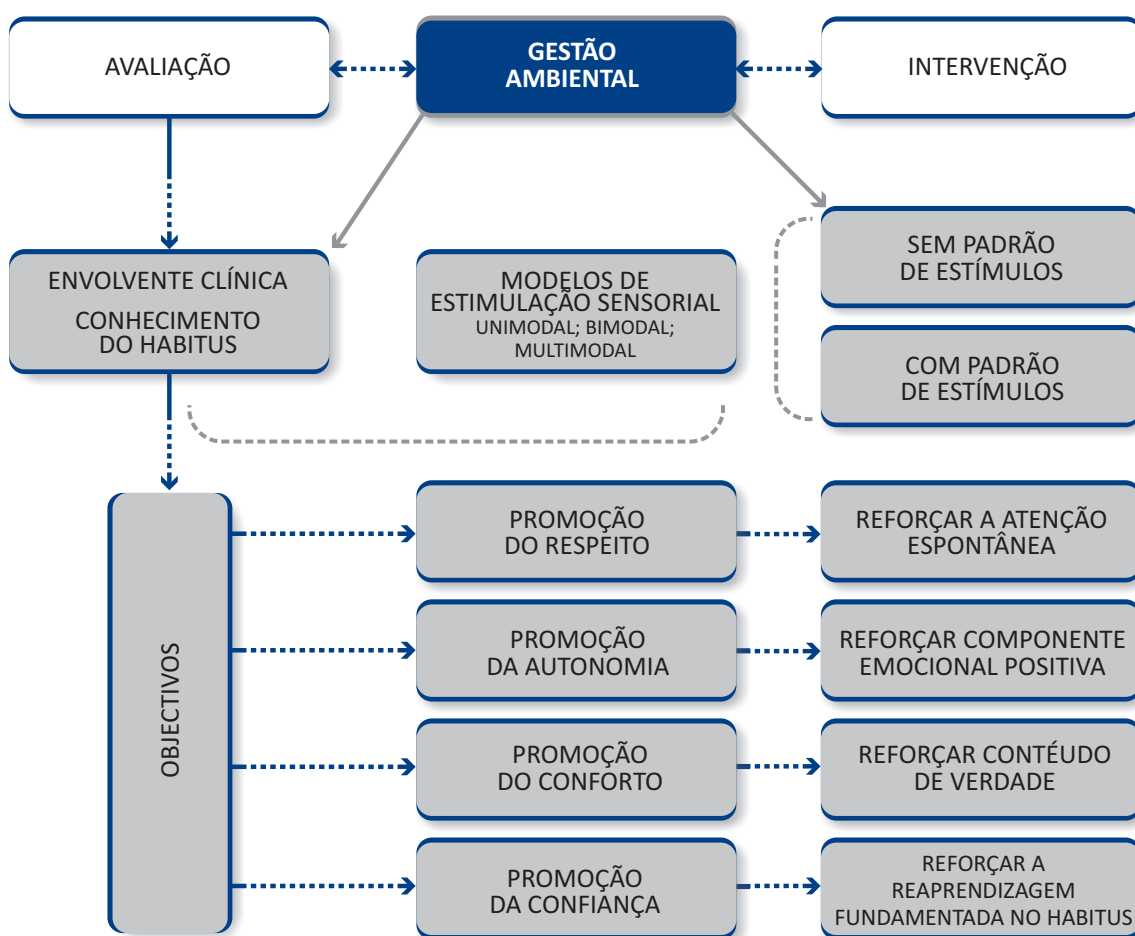 AVALIAÇÃO
GESTÃO
AMBIENTAL
INTERVENÇÃO
ENVOLVENTE CLÍNICA
CONHECIMENTO
DO HABITUS
MODELOS DE
ESTIMULAÇÃO SENSORIAL
UNIMODAL; BIMODAL;
MULTIMODAL
SEM PADRÃO
DE ESTÍMULOS
COM PADRÃO
DE ESTÍMULOS
OBJECTIVOS
PROMOÇÃO
DO RESPEITO
REFORÇAR A ATENÇÃO
ESPONTÂNEA
PROMOÇÃO
DA AUTONOMIA
REFORÇAR COMPONENTE
EMOCIONAL POSITIVA
PROMOÇÃO
DO CONFORTO
REFORÇAR CONTÉUDO
DE VERDADE
PROMOÇÃO
DA CONFIANÇA
REFORÇAR A
REAPRENDIZAGEM
FUNDAMENTADA NO HABITUS